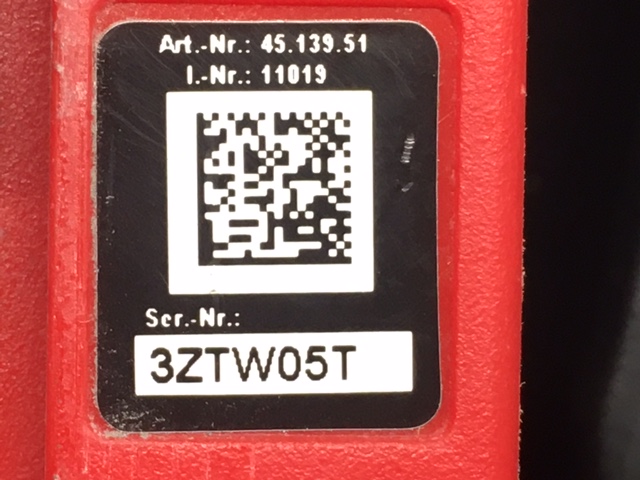 Art.-Nr.: 45.139.51
I.-Nr.: 11019
Ser.-Nr.:
3ZTW05T